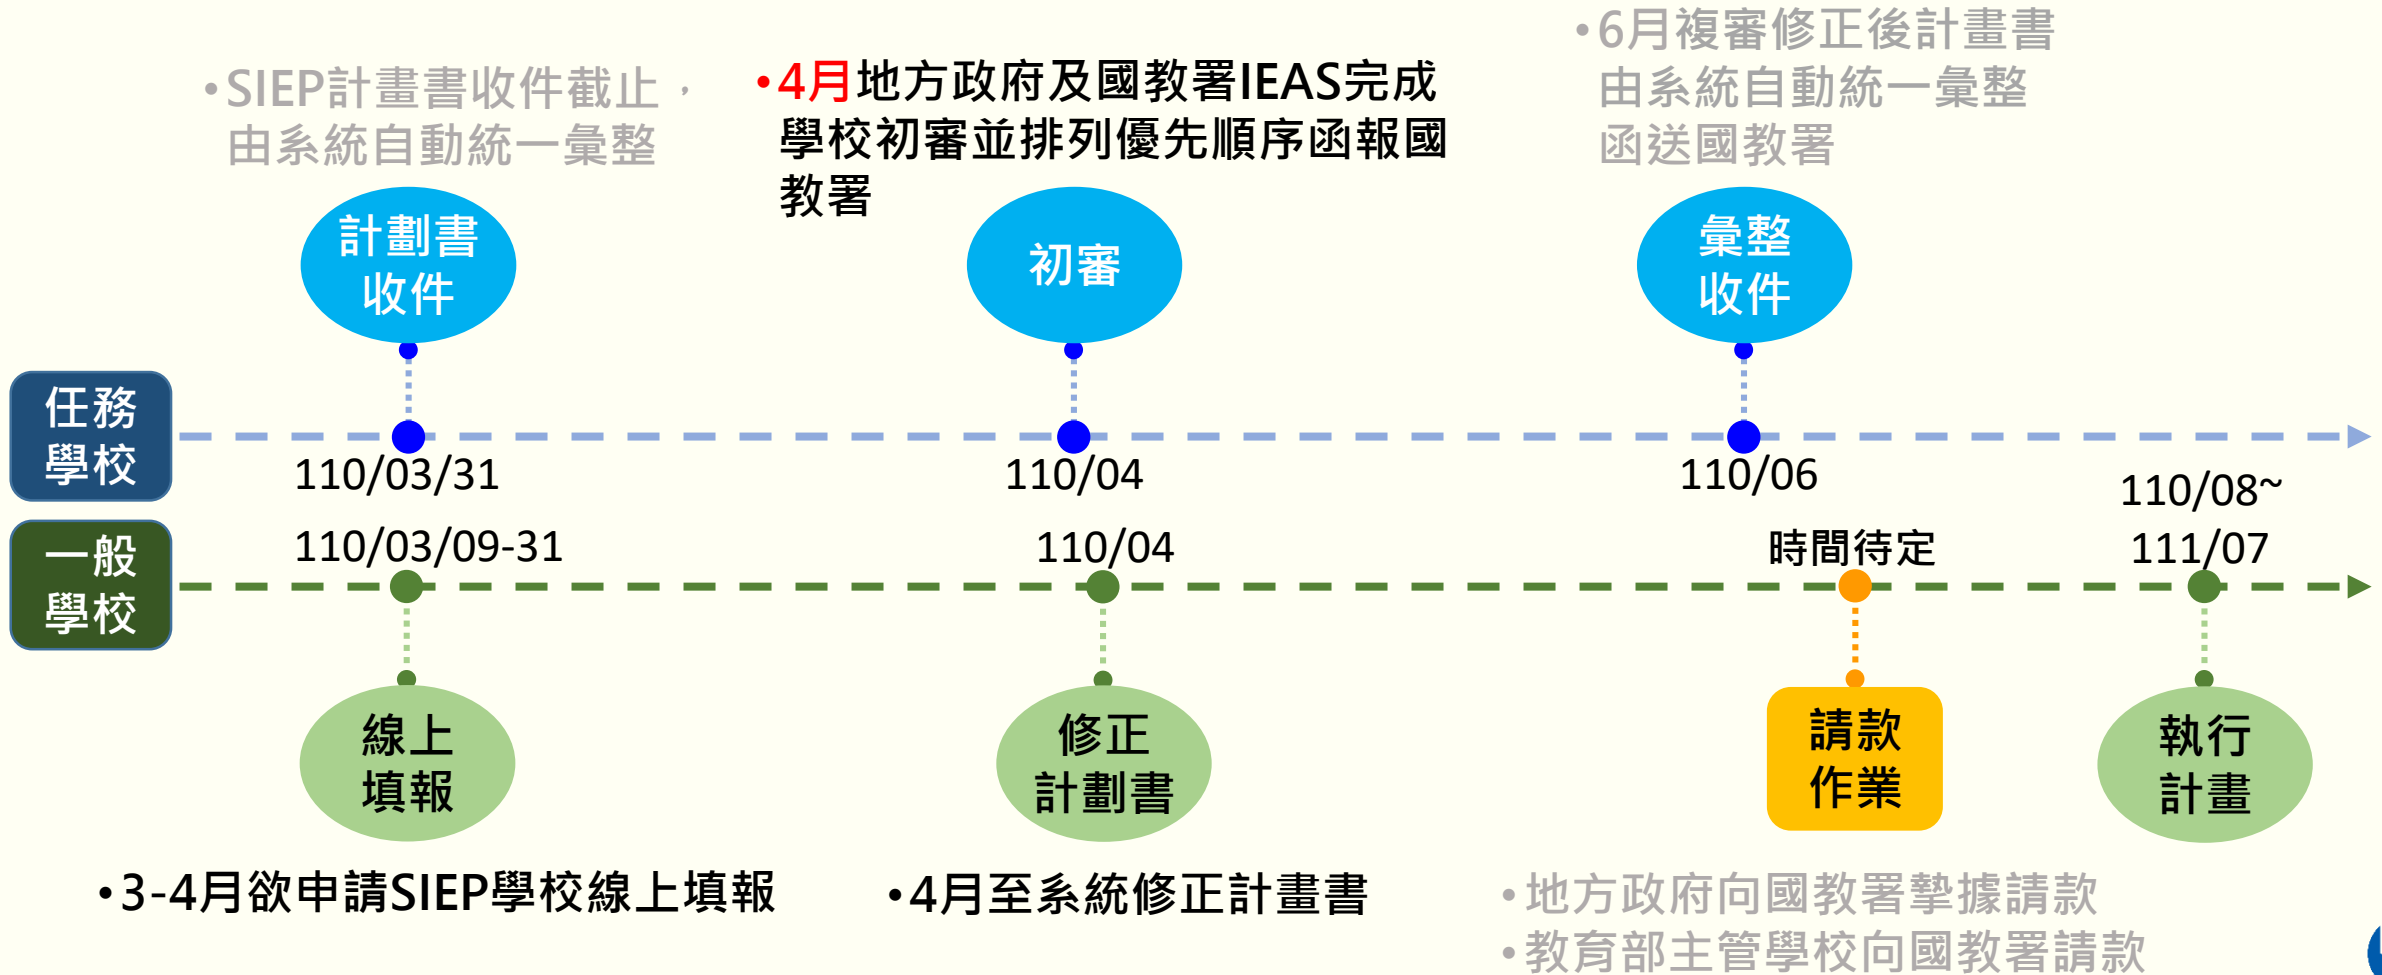 •SIEP計畫書收件截止，
由系統自動統一彙整
•4月地方政府及國教署IEAS完成
學校初審並排列優先順序函報國
教署
•6月複審修正後計畫書
由系統自動統一彙整
函送國教署
計劃書
收件
初審
彙整
收件
任務
學校
110/03/31
110/04
110/06
110/08~
111/07
一般
學校
110/03/09-31
110/04
時間待定
線上
填報
修正
計劃書
請款
作業
執行
計畫
•3-4月欲申請SIEP學校線上填報
•4月至系統修正計畫書
•地方政府向國教署摯據請款
•教育部主管學校向國教署請款